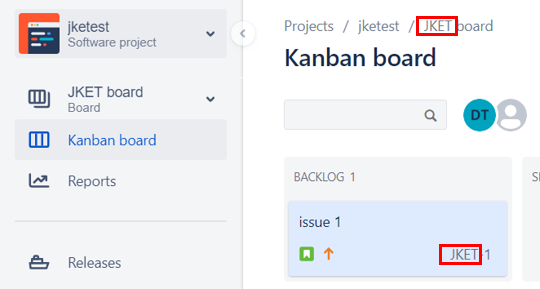 jketest
Software project
JKET board
Board
Kanban board
Reports
Releases
Projects / jketest / JKET board
Kanban board
DT
BACKLOG 1
issue 1
JKET-1